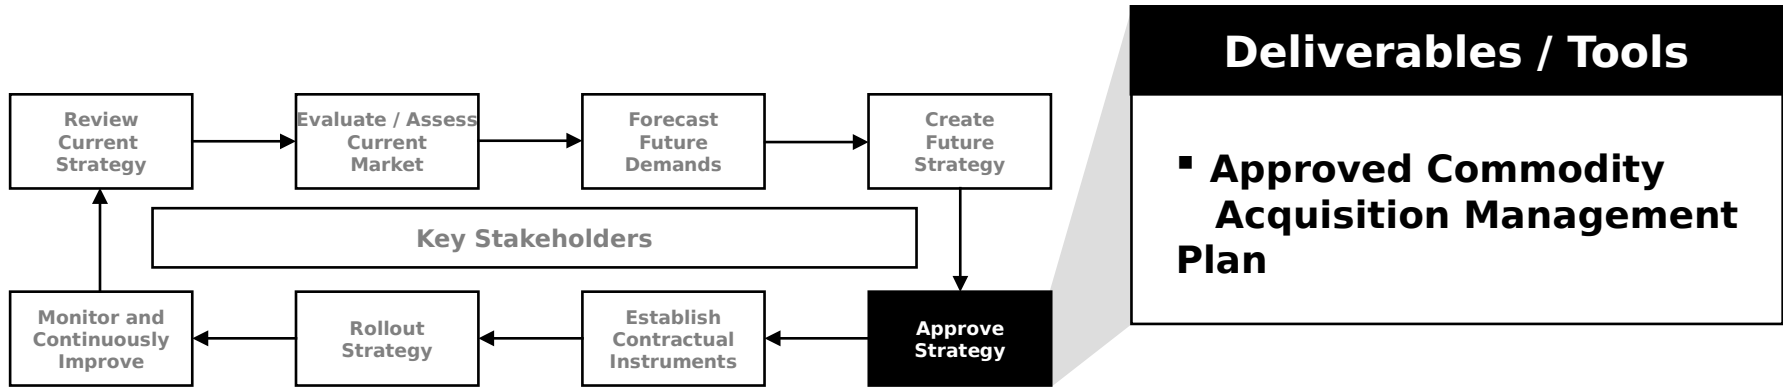 Deliverables / Tools
Review
Current
Strategy
Evaluate / Assess
Current
Market
Forecast
Future
Demands
Create
Future
Strategy
▪ Approved Commodity
Acquisition Management
Plan
Key Stakeholders
Monitor and
Continuously
Improve
Rollout
Strategy
Establish
Contractual
Instruments
Approve
Strategy